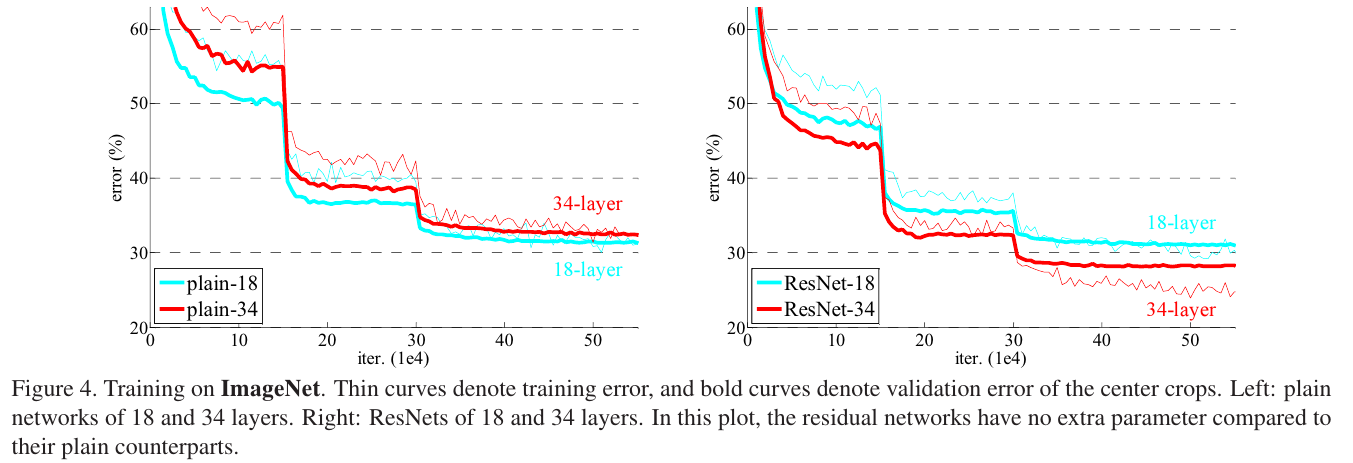 60
50
40
30
20
error (%)
0
10
20
30
40
50
iter. (1e4)
34-layer
18-layer
plain-18
plain-34
60
50
40
30
20
error (%)
0
10
20
30
40
50
iter. (1e4)
18-layer
34-layer
ResNet-18
ResNet-34
Figure 4. Training on ImageNet. Thin curves denote training error, and bold curves denote validation error of the center crops. Left: plain
networks of 18 and 34 layers. Right: ResNets of 18 and 34 layers. In this plot, the residual networks have no extra parameter compared to
their plain counterparts.